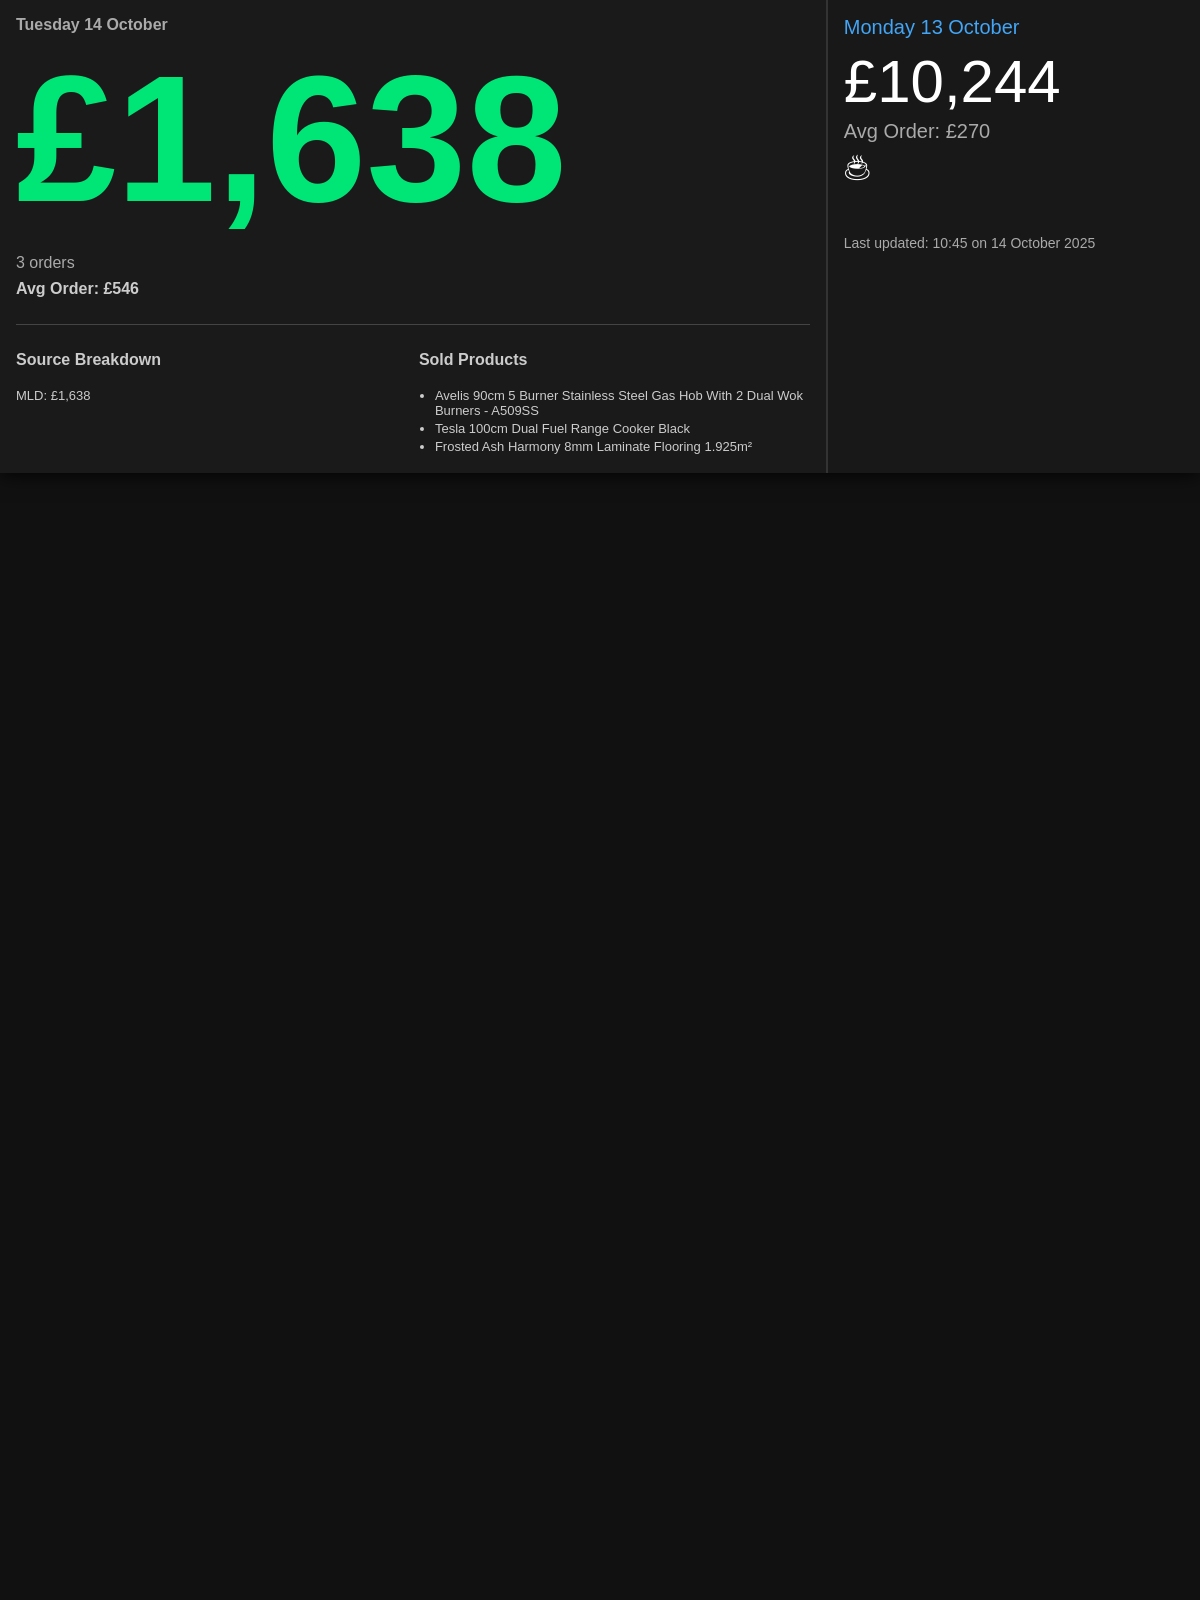 Tuesday 14 October
£1,638
3 orders
Avg Order: £546
Source Breakdown
MLD: £1,638
Sold Products
• Avelis 90cm 5 Burner Stainless Steel Gas Hob With 2 Dual Wok
Burners - A509SS
• Tesla 100cm Dual Fuel Range Cooker Black
• Frosted Ash Harmony 8mm Laminate Flooring 1.925m²
Monday 13 October
£10,244
Avg Order: £270
☕
Last updated: 10:45 on 14 October 2025